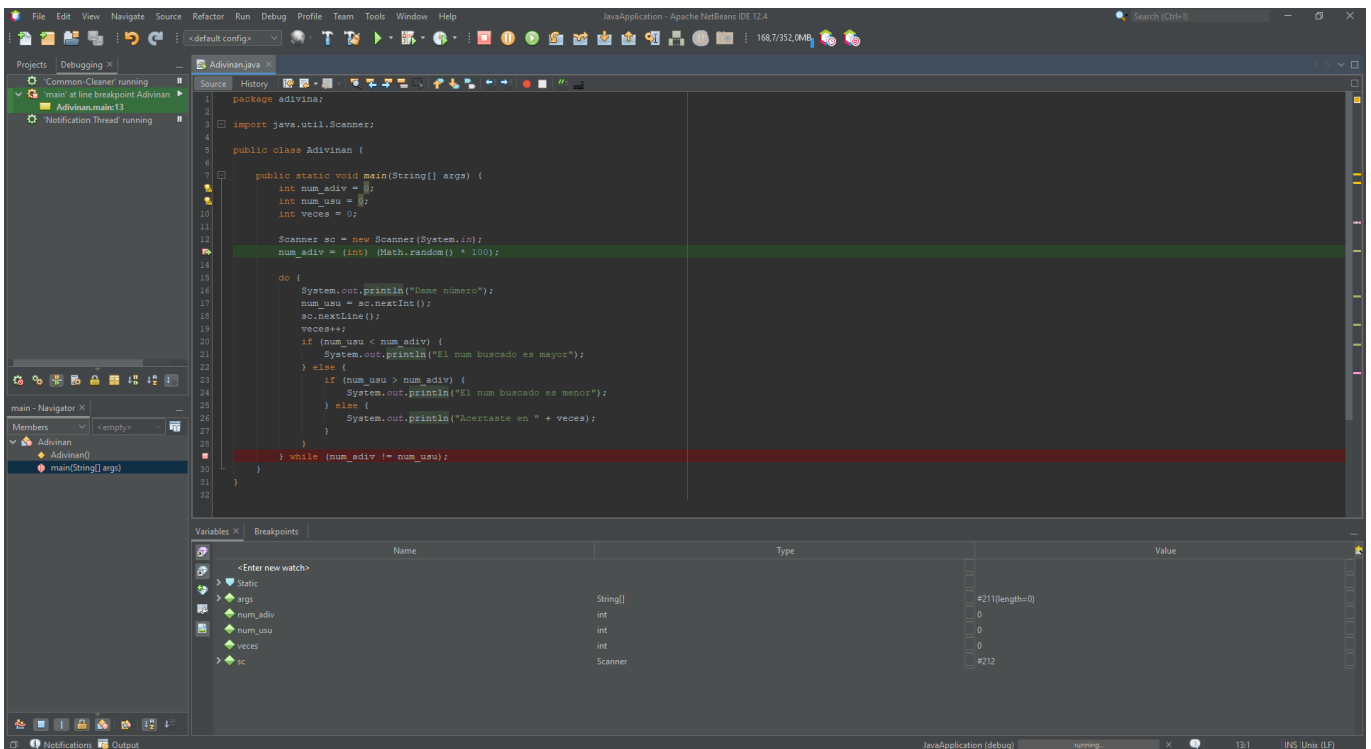 File Edit View Navigate Source Refactor Run Debug Profile Team Tools Window Help
JavaApplication - Apache NetBeans IDE 12.4
Search (Ctrl+I)
<default config>
168,7/352,0MB
Projects Debugging
'Common-Cleaner' running
'main' at line breakpoint Adivinan
Adivinan.main:13
'Notification Thread' running
Adivinan.java
Source History
1 package adivina;
2
3 import java.util.Scanner;
4
5 public class Adivinan {
6
7 public static void main(String[] args) {
int num_adiv = 0;
int num_usu = 0;
10 int veces = 0;
11
12 Scanner sc = new Scanner(System.in);
num_adiv = (int) (Math.random() * 100);
14
15 do {
16 System.out.println("Dame número");
17 num_usu = sc.nextInt();
18 sc.nextLine();
19 veces++;
20 if (num_usu < num_adiv) {
21 System.out.println("El num buscado es mayor");
22 } else {
23 if (num_usu > num_adiv) {
24 System.out.println("El num buscado es menor");
25 } else {
26 System.out.println("Acertaste en " + veces);
27 }
28 }
} while (num_adiv != num_usu);
30 }
31 }
32
main - Navigator
Members <empty>
Adivinan
Adivinan()
main(String[] args)
Variables Breakpoints
Name Type Value
<Enter new watch>
Static
args String[] #211(length=0)
num_adiv int 0
num_usu int 0
veces int 0
sc Scanner #212
Notifications Output
JavaApplication (debug) running... 13:1 INS Unix (LF)